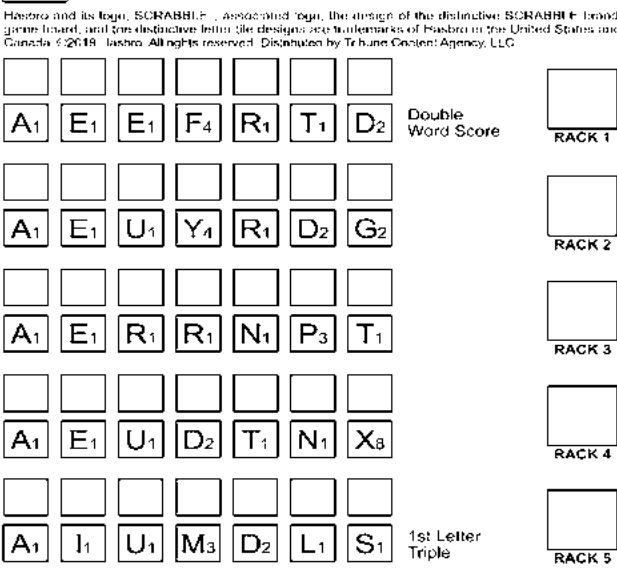 Hasbro and its logo, SCRABBLE , associated logo, the design of the distinctive SCRABBLE brand
game board, and the distinctive letter tile designs are trademarks of Hasbro in the United States and
Canada. ©2019 Hasbro. All rights reserved. Distributed by Tribune Content Agency, LLC
A1 E1 E1 F4 R1 T1 D2 Double Word Score RACK 1
A1 E1 U1 Y4 R1 D2 G2 RACK 2
A1 E1 R1 R1 N1 P3 T1 RACK 3
A1 E1 U1 D2 T1 N1 X8 RACK 4
A1 I1 U1 M3 D2 L1 S1 1st Letter Triple RACK 5